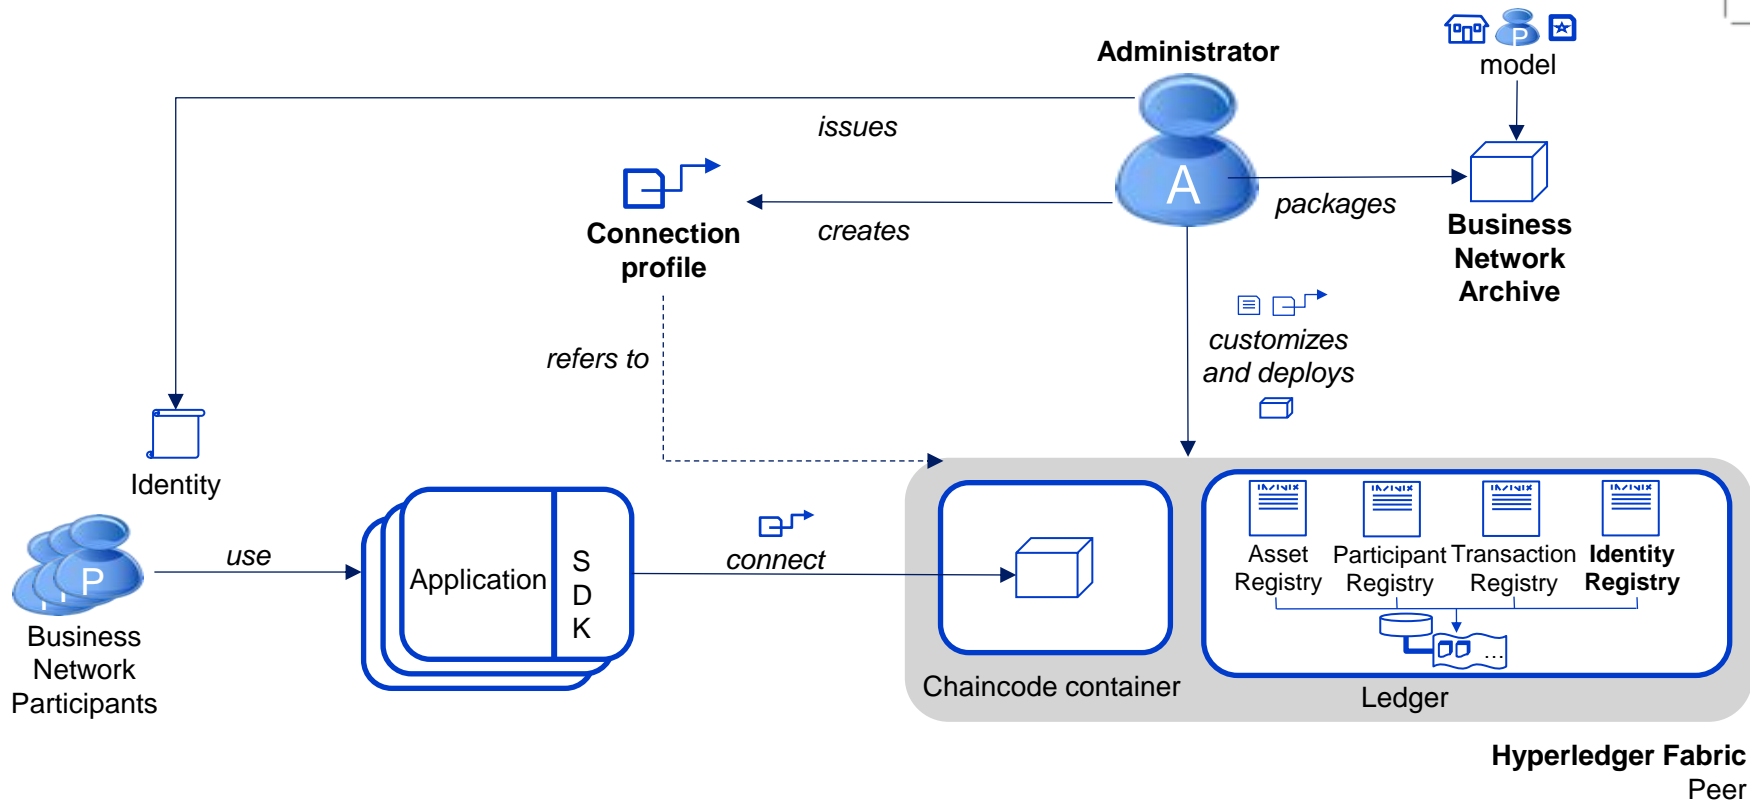 Administrator
P
model
issues
A
packages
creates
Connection
profile
Business
Network
Archive
refers to
customizes
and deploys
Identity
P
use
Application
S
D
K
connect
Asset
Registry
Participant
Registry
Transaction
Registry
Identity
Registry
...
Business
Network
Participants
Chaincode container
Ledger
Hyperledger Fabric
Peer